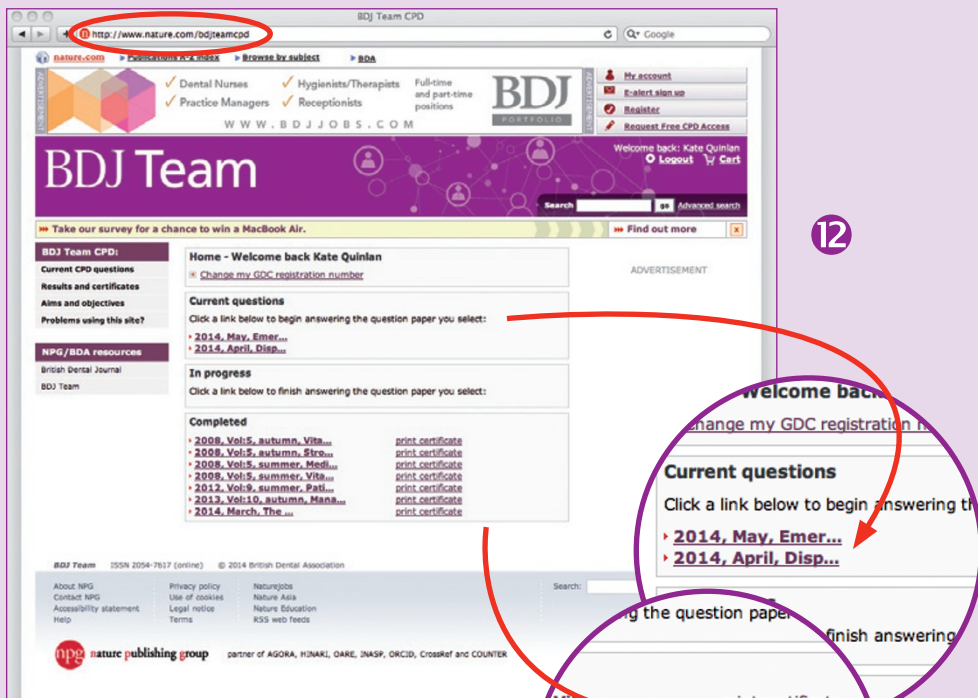 BDJ Team CPD
http://www.nature.com/bdjteamcpd
Google
nature.com Publications A-Z index Browse by subject BDA
ADVERTISEMENT
✓ Dental Nurses ✓ Hygienists/Therapists Full-time and part-time positions
✓ Practice Managers ✓ Receptionists
WWW.BDJJOBS.COM
BDJ
PORTFOLIO
ADVERTISEMENT
My account
E-alert sign up
Register
Request Free CPD Access
BDJ Team
Welcome back: Kate Quinlan
Logout Cart
Search go Advanced search
Take our survey for a chance to win a MacBook Air. Find out more x
BDJ Team CPD:
Current CPD questions
Results and certificates
Aims and objectives
Problems using this site?
NPG/BDA resources
British Dental Journal
BDJ Team
Home - Welcome back Kate Quinlan
Change my GDC registration number
Current questions
Click a link below to begin answering the question paper you select:
2014, May, Emer...
2014, April, Disp...
In progress
Click a link below to finish answering the question paper you select:
Completed
2008, Vol:5, autumn, Vita... print certificate
2008, Vol:5, autumn, Stro... print certificate
2008, Vol:5, summer, Medi... print certificate
2008, Vol:5, summer, Vita... print certificate
2012, Vol:9, summer, Pati... print certificate
2013, Vol:10, autumn, Mana... print certificate
2014, March, The ... print certificate
ADVERTISEMENT
12
BDJ Team ISSN 2054-7617 (online) © 2014 British Dental Association
About NPG Privacy policy Naturejobs Search:
Contact NPG Use of cookies Nature Asia
Accessibility statement Legal notice Nature Education
Help Terms RSS web feeds
npg nature publishing group partner of AGORA, HINARI, OARE, INASP, ORCID, CrossRef and COUNTER
Welcome back
change my GDC registration
Current questions
Click a link below to begin answering
2014, May, Emer...
2014, April, Disp...
the question paper
finish answering